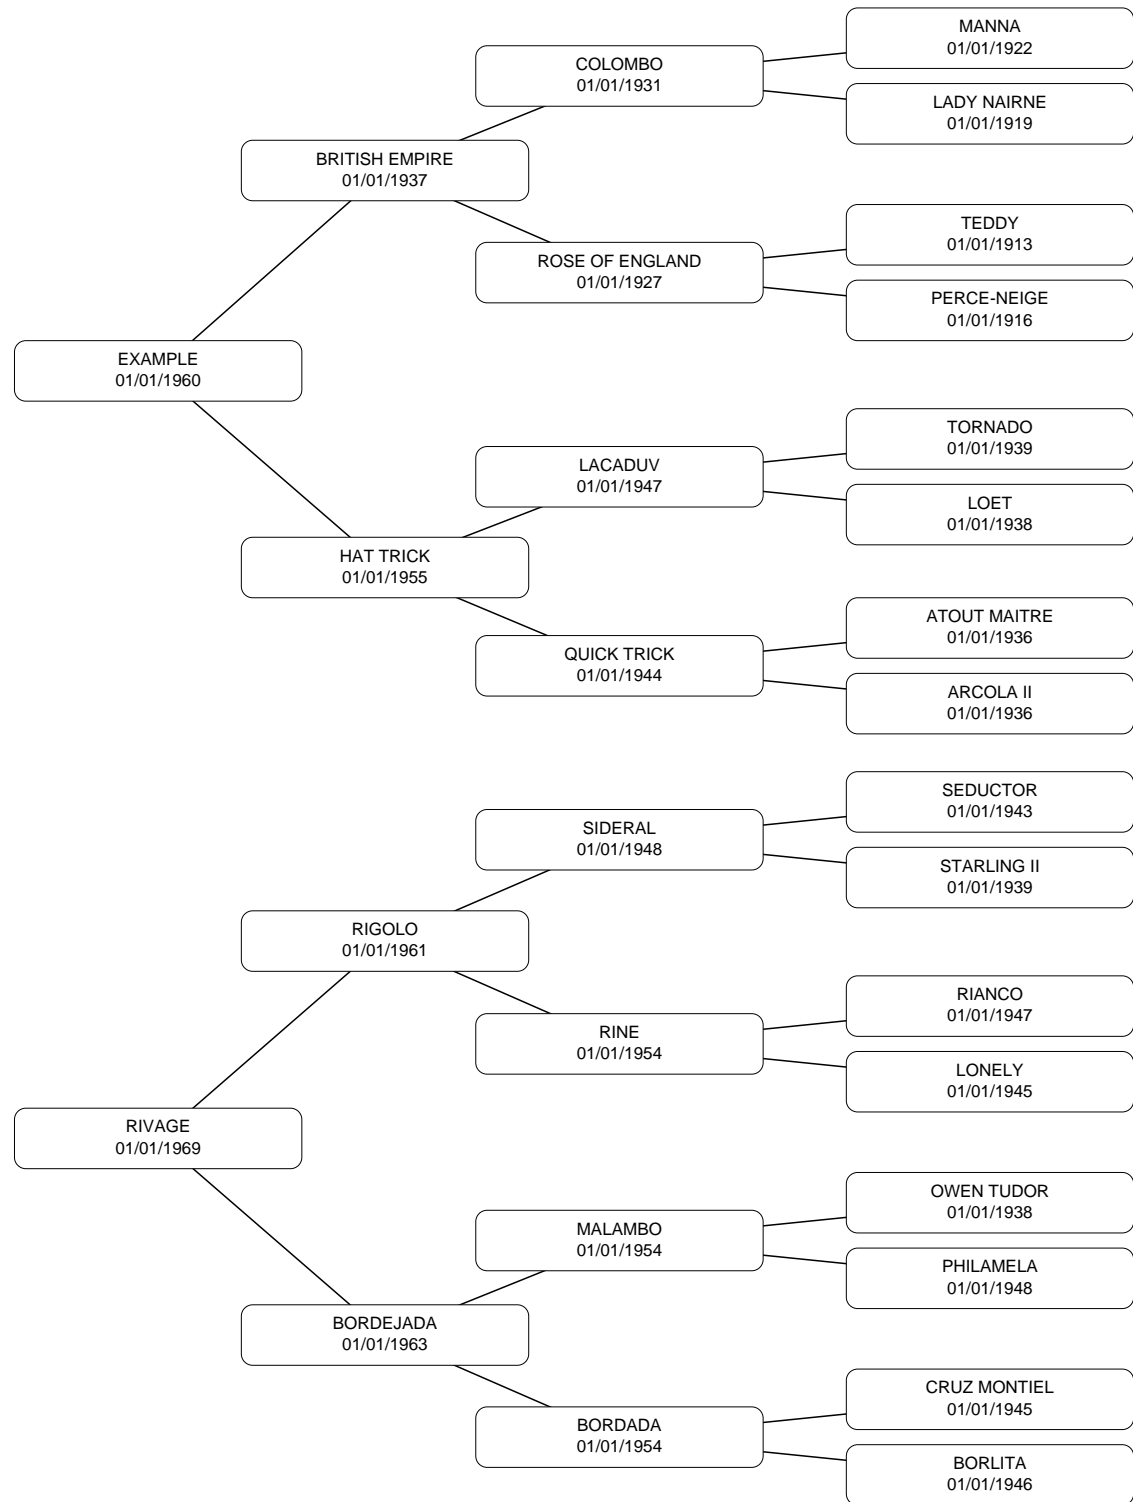 MANNA
01/01/1922
COLOMBO
01/01/1931
LADY NAIRNE
01/01/1919
BRITISH EMPIRE
01/01/1937
TEDDY
01/01/1913
ROSE OF ENGLAND
01/01/1927
PERCE-NEIGE
01/01/1916
EXAMPLE
01/01/1960
TORNADO
01/01/1939
LACADUV
01/01/1947
LOET
01/01/1938
HAT TRICK
01/01/1955
ATOUT MAITRE
01/01/1936
QUICK TRICK
01/01/1944
ARCOLA II
01/01/1936
SEDUCTOR
01/01/1943
SIDERAL
01/01/1948
STARLING II
01/01/1939
RIGOLO
01/01/1961
RIANCO
01/01/1947
RINE
01/01/1954
LONELY
01/01/1945
RIVAGE
01/01/1969
OWEN TUDOR
01/01/1938
MALAMBO
01/01/1954
PHILAMELA
01/01/1948
BORDEJADA
01/01/1963
CRUZ MONTIEL
01/01/1945
BORDADA
01/01/1954
BORLITA
01/01/1946